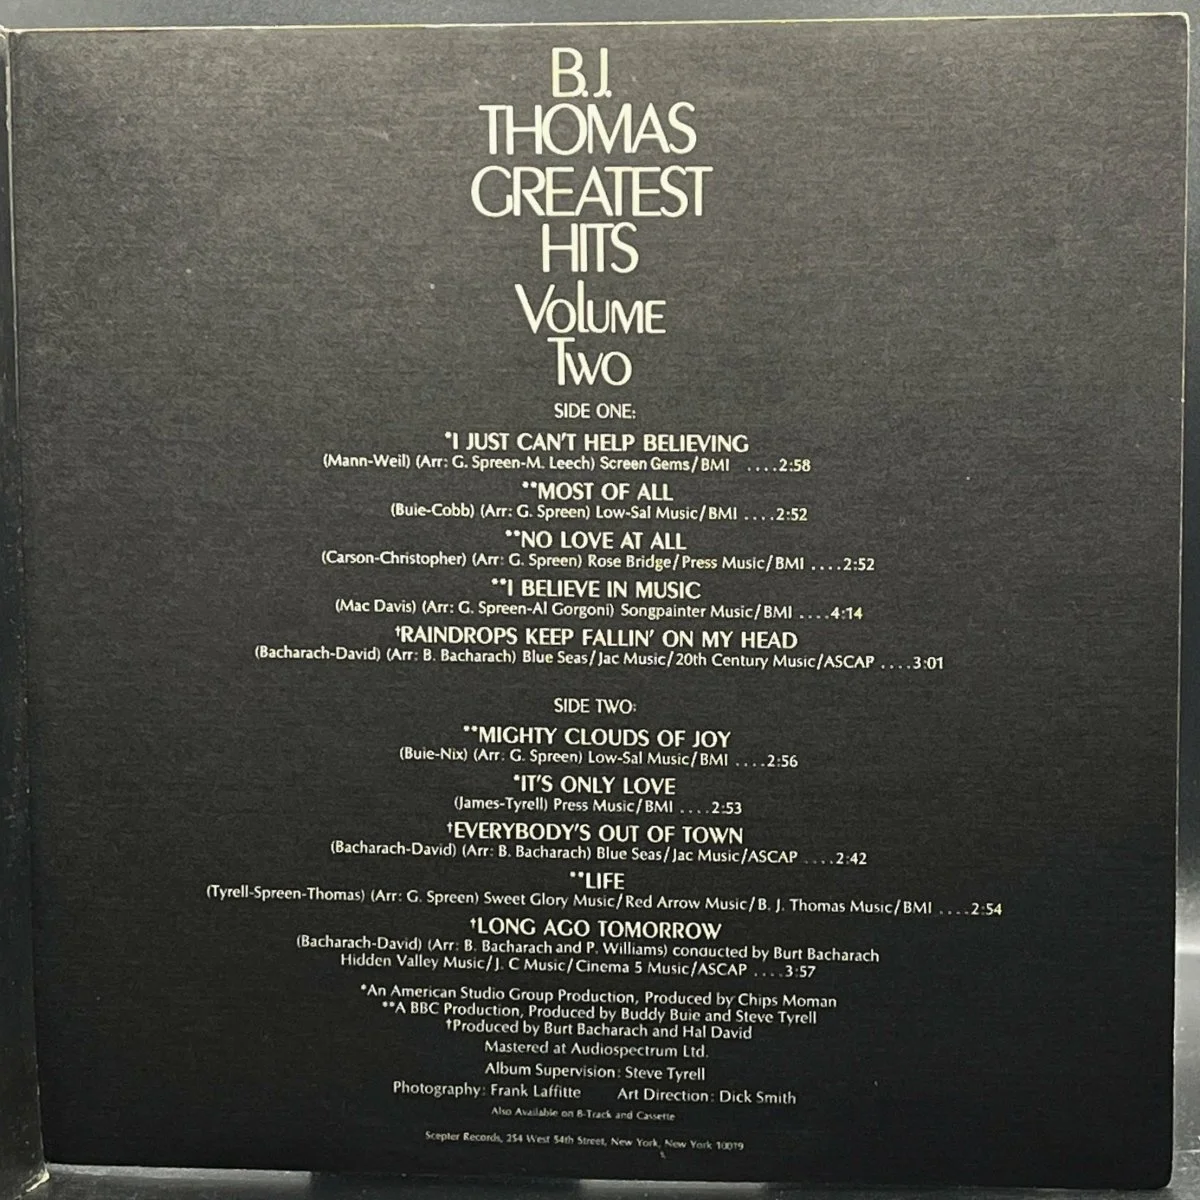 B.J.
THOMAS
GREATEST
HITS
VOLUME
TWO
SIDE ONE:
*I JUST CAN'T HELP BELIEVING
(Mann-Weil) (Arr: G. Spreen-M. Leech) Screen Gems/BMI ....2:58
**MOST OF ALL
(Buie-Cobb) (Arr: G. Spreen) Low-Sal Music/BMI ....2:52
**NO LOVE AT ALL
(Carson-Christopher) (Arr: G. Spreen) Rose Bridge/Press Music/BMI ....2:52
**I BELIEVE IN MUSIC
(Mac Davis) (Arr: G. Spreen-Al Gorgoni) Songpainter Music/BMI ....4:14
†RAINDROPS KEEP FALLIN' ON MY HEAD
(Bacharach-David) (Arr: B. Bacharach) Blue Seas/Jac Music/20th Century Music/ASCAP ....3:01
SIDE TWO:
**MIGHTY CLOUDS OF JOY
(Buie-Nix) (Arr: G. Spreen) Low-Sal Music/BMI ....2:56
*IT'S ONLY LOVE
(James-Tyrell) Press Music/BMI ....2:53
†EVERYBODY'S OUT OF TOWN
(Bacharach-David) (Arr: B. Bacharach) Blue Seas/Jac Music/ASCAP ....2:42
**LIFE
(Tyrell-Spreen-Thomas) (Arr: G. Spreen) Sweet Glory Music/Red Arrow Music/B. J. Thomas Music/BMI ....2:54
†LONG AGO TOMORROW
(Bacharach-David) (Arr: B. Bacharach and P. Williams) conducted by Burt Bacharach
Hidden Valley Music/J. C Music/Cinema 5 Music/ASCAP ....3:57
*An American Studio Group Production, Produced by Chips Moman
**A BBC Production, Produced by Buddy Buie and Steve Tyrell
†Produced by Burt Bacharach and Hal David
Mastered at Audiospectrum Ltd.
Album Supervision: Steve Tyrell
Photography: Frank Laffitte Art Direction: Dick Smith
Also Available on 8-Track and Cassette
Scepter Records, 254 West 54th Street, New York, New York 10019